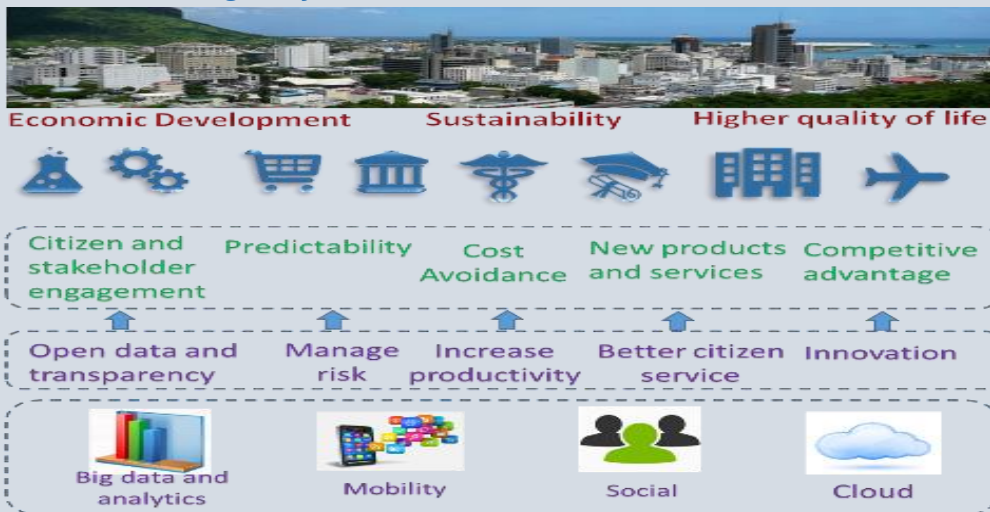 Economic Development Sustainability Higher quality of life
Citizen and
stakeholder
engagement
Predictability
Cost
Avoidance
New products
and services
Competitive
advantage
Open data and
transparency
Manage
risk
Increase
productivity
Better citizen
service
Innovation
Big data and
analytics
Mobility
Social
Cloud